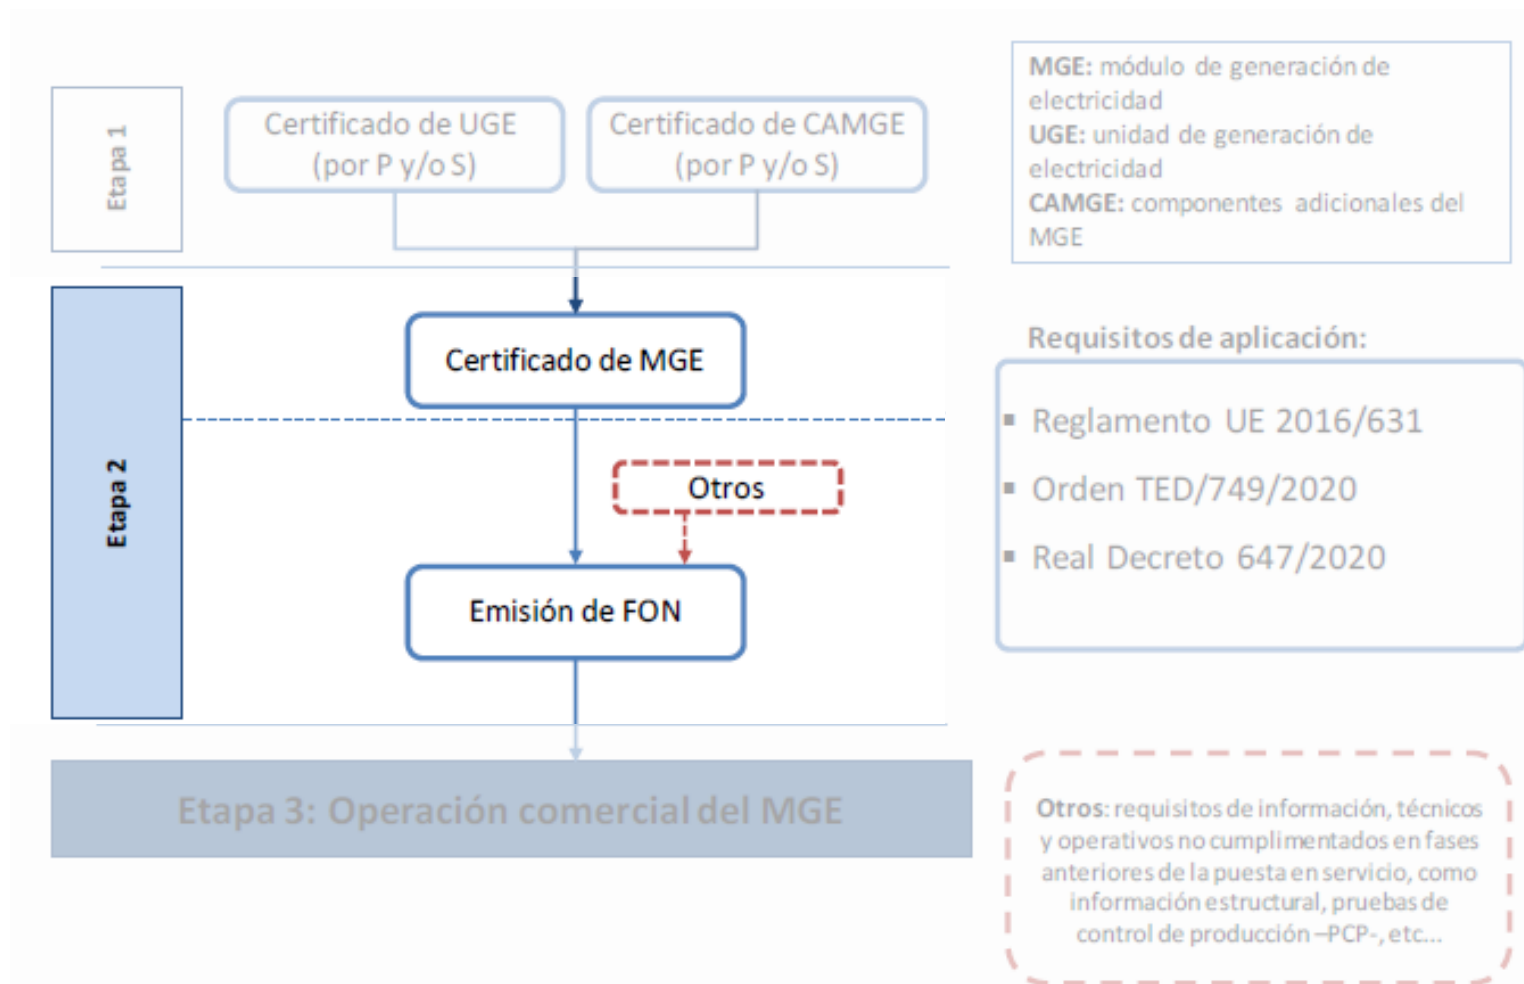 Etapa 1
Certificado de UGE
(por P y/o S)
Certificado de CAMGE
(por P y/o S)
MGE: módulo de generación de
electricidad
UGE: unidad de generación de
electricidad
CAMGE: componentes adicionales del
MGE
Etapa 2
Certificado de MGE
Otros
Emisión de FON
Requisitos de aplicación:
▪ Reglamento UE 2016/631
▪ Orden TED/749/2020
▪ Real Decreto 647/2020
Etapa 3: Operación comercial del MGE
Otros: requisitos de información, técnicos
y operativos no cumplimentados en fases
anteriores de la puesta en servicio, como
información estructural, pruebas de
control de producción –PCP-, etc...